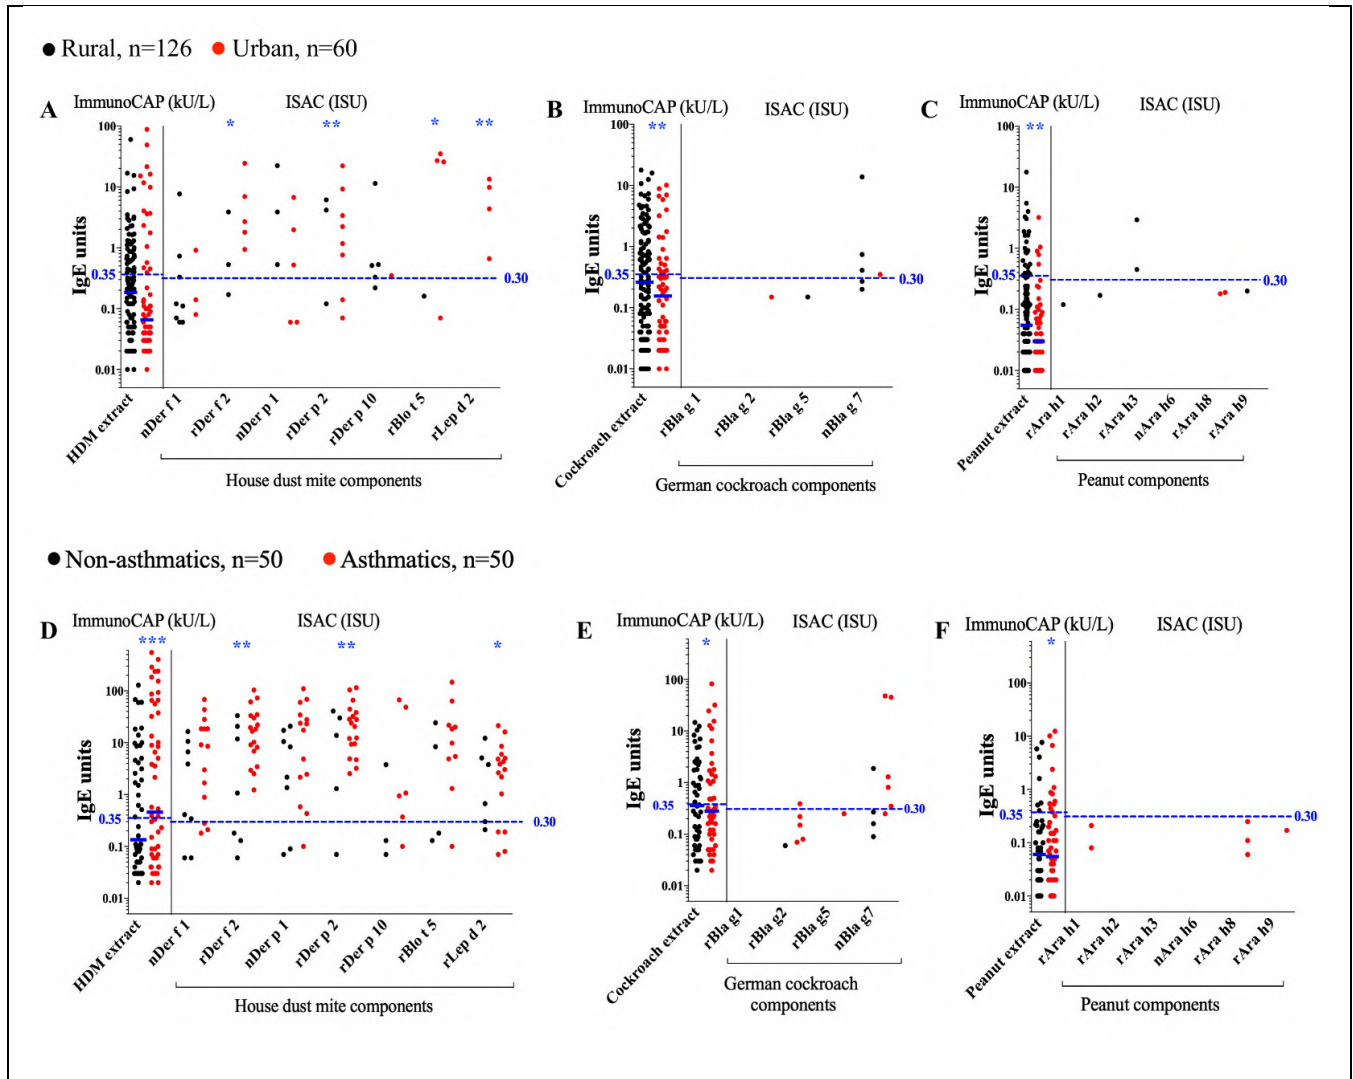 Rural, n=126 Urban, n=60
A ImmunoCAP (kU/L) ISAC (ISU)
* ** * **
IgE units
100
10
1
0.35
0.30
0.1
0.01
HDM extract nDer f 1 rDer f 2 nDer p 1 rDer p 2 rDer p 10 rBlo t 5 rLep d 2
House dust mite components
B ImmunoCAP (kU/L) ISAC (ISU)
**
IgE units
100
10
1
0.35
0.30
0.1
0.01
Cockroach extract rBla g 1 rBla g 2 rBla g 5 nBla g 7
German cockroach components
C ImmunoCAP (kU/L) ISAC (ISU)
**
IgE units
100
10
1
0.35
0.30
0.1
0.01
Peanut extract rAra h1 rAra h2 rAra h3 nAra h6 rAra h8 rAra h9
Peanut components
Non-asthmatics, n=50 Asthmatics, n=50
D ImmunoCAP (kU/L) ISAC (ISU)
*** ** ** *
IgE units
100
10
1
0.35
0.30
0.1
0.01
HDM extract nDer f 1 rDer f 2 nDer p 1 rDer p 2 rDer p 10 rBlo t 5 rLep d 2
House dust mite components
E ImmunoCAP (kU/L) ISAC (ISU)
*
IgE units
100
10
1
0.35
0.30
0.1
0.01
Cockroach extract rBla g1 rBla g2 rBla g5 nBla g7
German cockroach
components
F ImmunoCAP (kU/L) ISAC (ISU)
*
IgE units
100
10
1
0.35
0.30
0.1
0.01
Peanut extract rAra h1 rAra h2 rAra h3 nAra h6 rAra h8 rAra h9
Peanut components